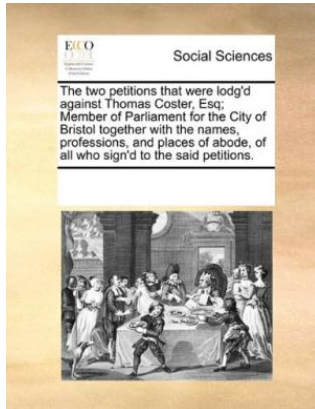 ECCO
Social Sciences
The two petitions that were lodg'd
against Thomas Coster, Esq;
Member of Parliament for the City of
Bristol together with the names,
professions, and places of abode, of
all who sign'd to the said petitions.